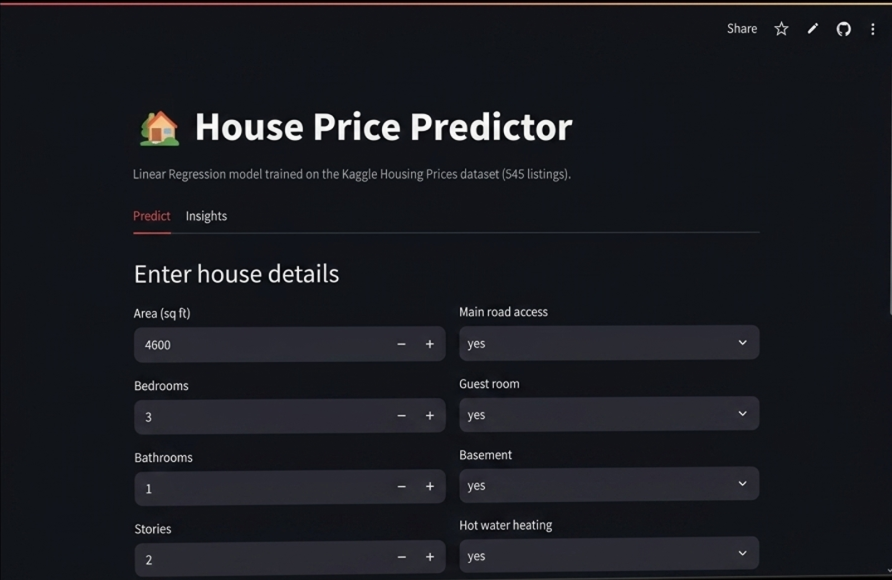 Share
House Price Predictor
Linear Regression model trained on the Kaggle Housing Prices dataset (545 listings).
Predict Insights
Enter house details
Area (sq ft) Main road access
4600 − + yes
Bedrooms Guest room
3 − + yes
Bathrooms Basement
1 − + yes
Stories Hot water heating
2 − + yes